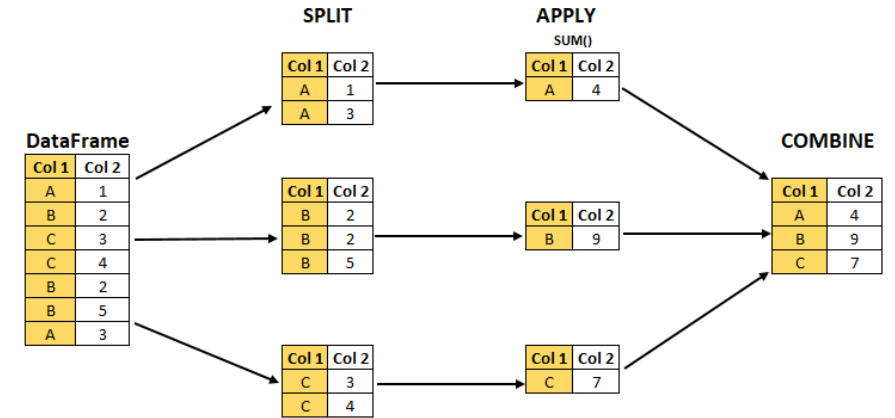 SPLIT
APPLY
SUM()
Col 1 Col 2
A 1
A 3
Col 1 Col 2
A 4
DataFrame
Col 1 Col 2
A 1
B 2
C 3
C 4
B 2
B 5
A 3
Col 1 Col 2
B 2
B 2
B 5
Col 1 Col 2
B 9
COMBINE
Col 1 Col 2
A 4
B 9
C 7
Col 1 Col 2
C 3
C 4
Col 1 Col 2
C 7